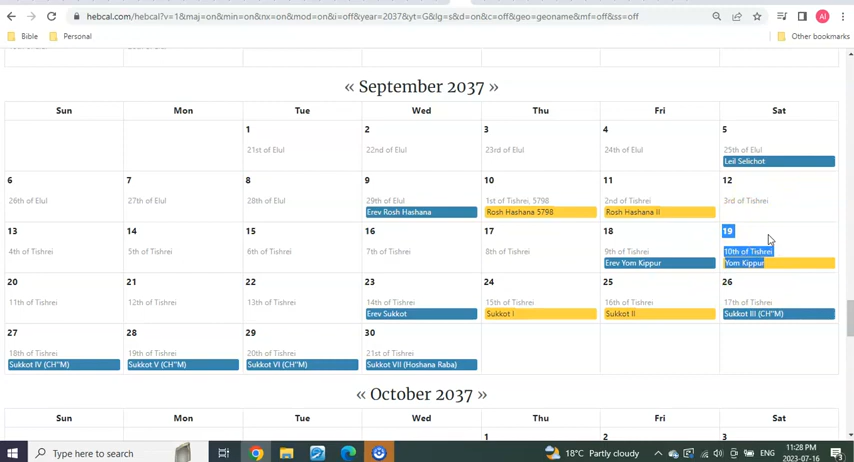 hebcal.com/hebcal?v=1&maj=on&min=on&nx=on&mod=on&i=off&year=2037&yt=G&lg=s&d=on&c=off&geo=geoname&mf=off&ss=off
AI
Bible
Personal
Other bookmarks
« September 2037 »
Sun Mon Tue Wed Thu Fri Sat
1 2 3 4 5
21st of Elul 22nd of Elul 23rd of Elul 24th of Elul 25th of Elul
Leil Selichot
6 7 8 9 10 11 12
26th of Elul 27th of Elul 28th of Elul 29th of Elul 1st of Tishrei, 5798 2nd of Tishrei 3rd of Tishrei
Erev Rosh Hashana Rosh Hashana 5798 Rosh Hashana II
13 14 15 16 17 18 19
4th of Tishrei 5th of Tishrei 6th of Tishrei 7th of Tishrei 8th of Tishrei 9th of Tishrei 10th of Tishrei
Erev Yom Kippur Yom Kippur
20 21 22 23 24 25 26
11th of Tishrei 12th of Tishrei 13th of Tishrei 14th of Tishrei 15th of Tishrei 16th of Tishrei 17th of Tishrei
Erev Sukkot Sukkot I Sukkot II Sukkot III (CH"M)
27 28 29 30
18th of Tishrei 19th of Tishrei 20th of Tishrei 21st of Tishrei
Sukkot IV (CH"M) Sukkot V (CH"M) Sukkot VI (CH"M) Sukkot VII (Hoshana Raba)
« October 2037 »
Sun Mon Tue Wed Thu Fri Sat
1 2 3
Type here to search
18°C Partly cloudy
ENG
11:28 PM
2023-07-16